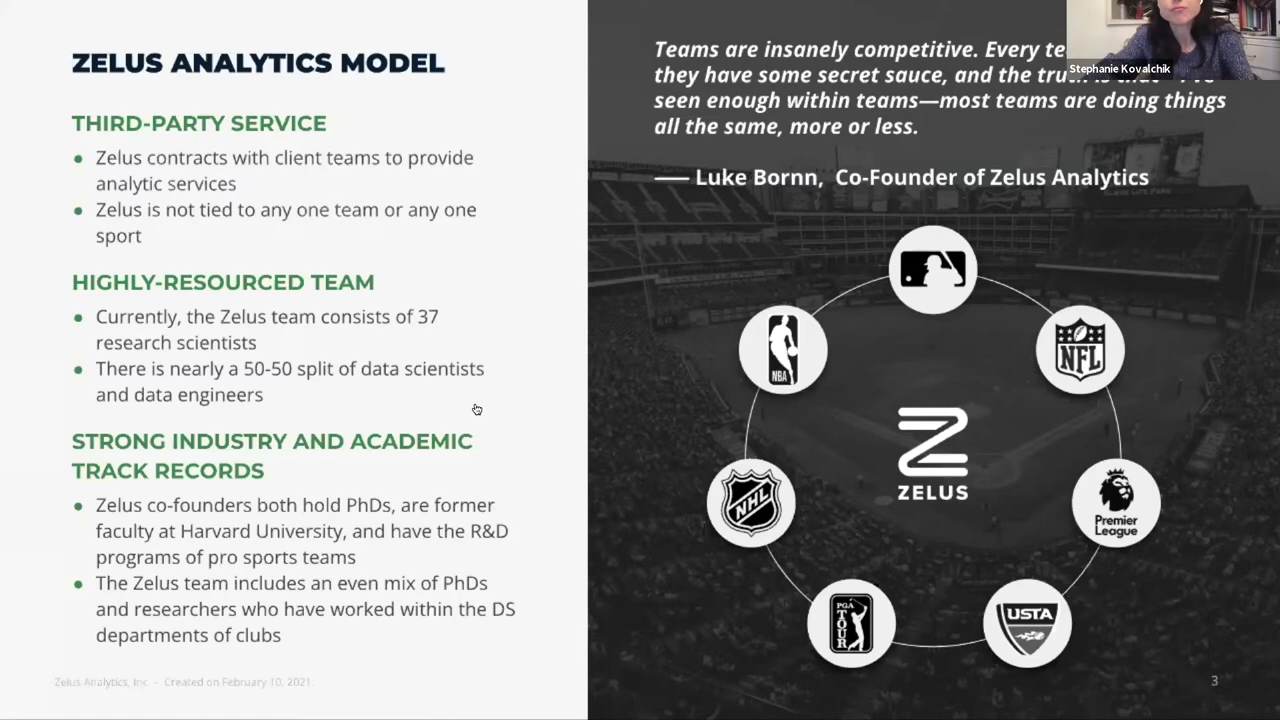 ZELUS ANALYTICS MODEL
THIRD-PARTY SERVICE
Zelus contracts with client teams to provide
analytic services
Zelus is not tied to any one team or any one
sport
HIGHLY-RESOURCED TEAM
Currently, the Zelus team consists of 37
research scientists
There is nearly a 50-50 split of data scientists
and data engineers
STRONG INDUSTRY AND ACADEMIC
TRACK RECORDS
Zelus co-founders both hold PhDs, are former
faculty at Harvard University, and have the R&D
programs of pro sports teams
The Zelus team includes an even mix of PhDs
and researchers who have worked within the DS
departments of clubs
Zelus Analytics, Inc. – Created on February 10, 2021.
Teams are insanely competitive. Every
they have some secret sauce, and the
seen enough within teams—most teams are doing things
all the same, more or less.
—— Luke Bornn, Co-Founder of Zelus Analytics
Stephanie Kovalchik
NBA
NFL
ZELUS
NHL
Premier
League
PGA
TOUR
USTA
3